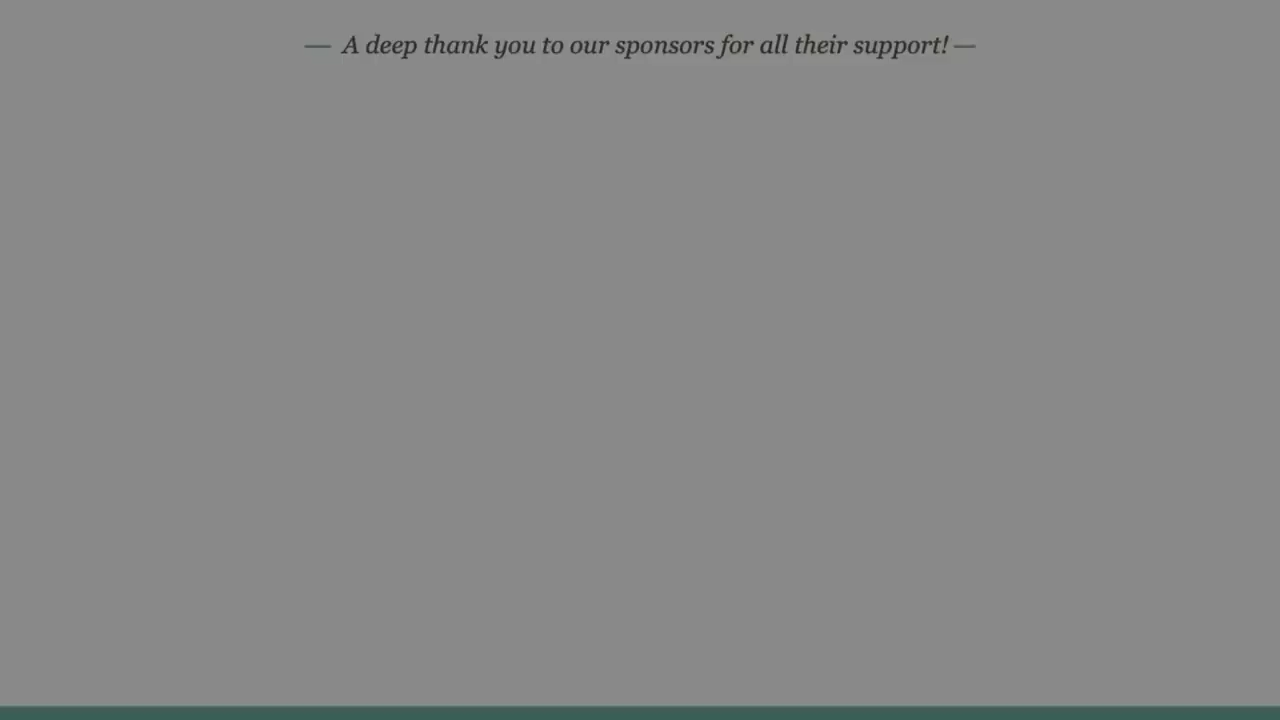 — A deep thank you to our sponsors for all their support! —